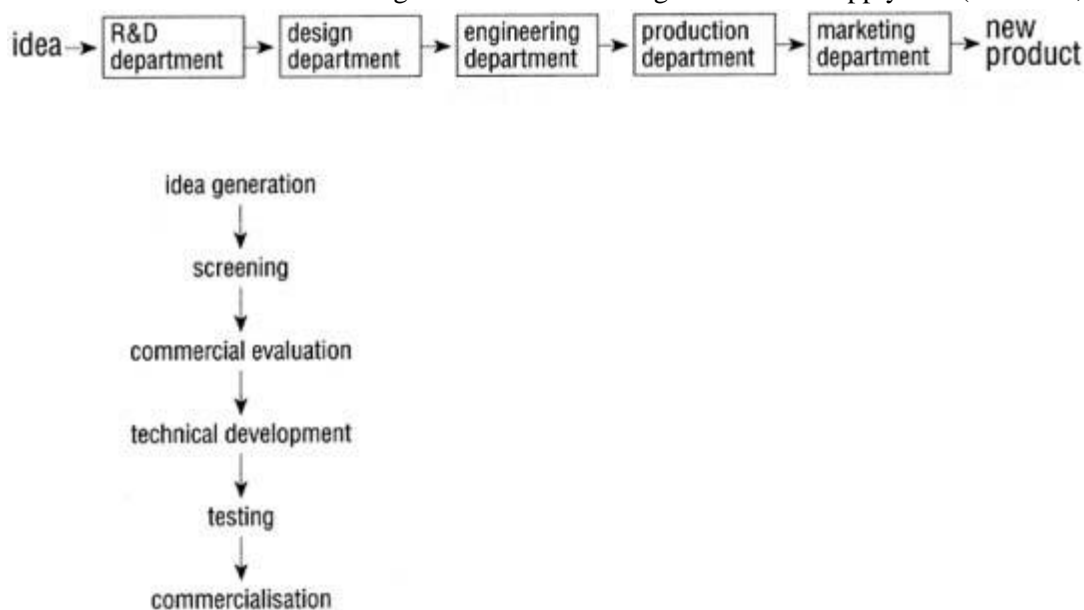 idea
R&D
department
design
department
engineering
department
production
department
marketing
department
new
product
idea generation
screening
commercial evaluation
technical development
testing
commercialisation